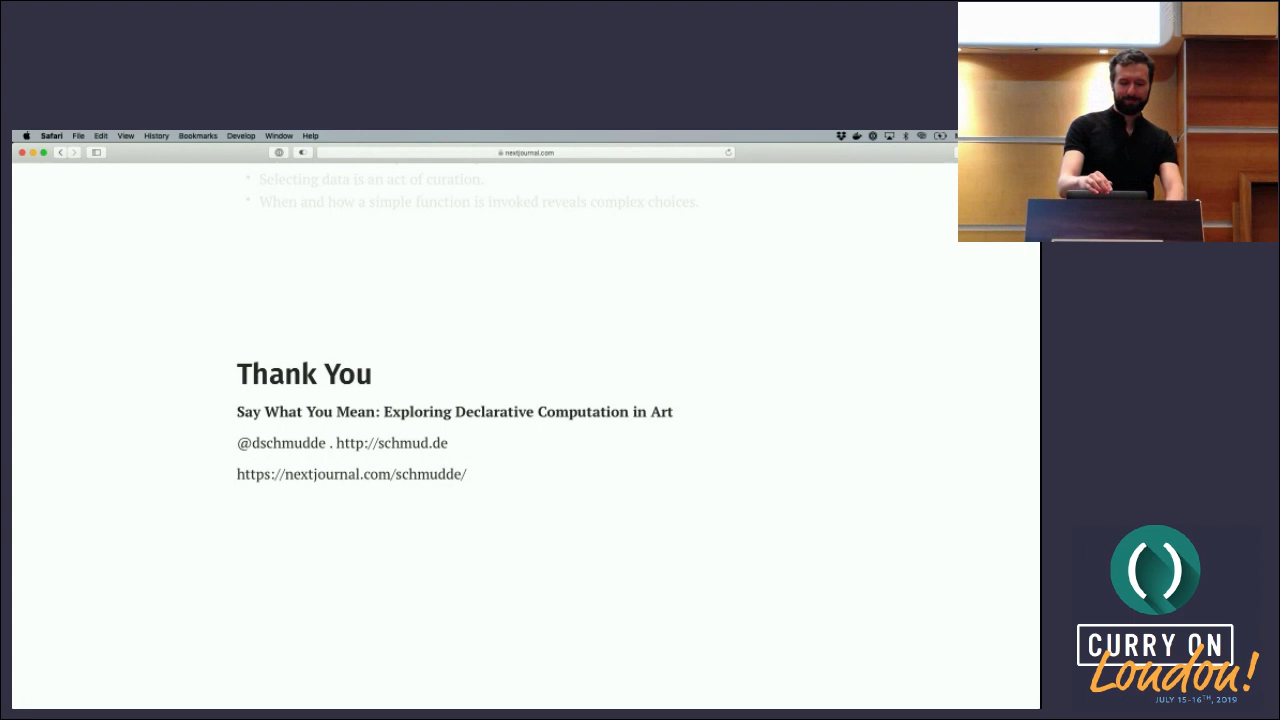 Safari File Edit View History Bookmarks Develop Window Help
nextjournal.com
• Selecting data is an act of curation.
• When and how a simple function is invoked reveals complex choices.
Thank You
Say What You Mean: Exploring Declarative Computation in Art
@dschmudde . http://schmud.de
https://nextjournal.com/schmudde/
()
CURRY ON
London!
JULY 15-16TH, 2019